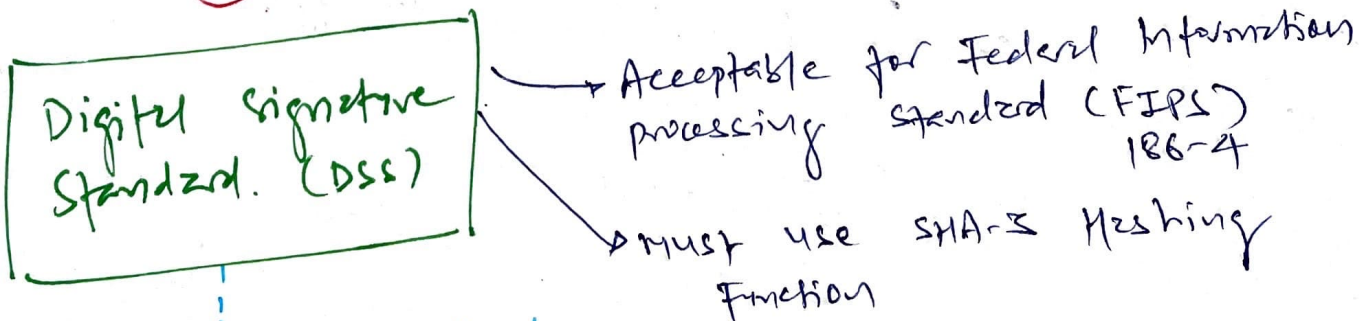 Digital Signature
Standard. (DSS)
Acceptable for Federal Information
processing Standard (FIPS)
186-4
Must use SHA-3 Hashing
Function